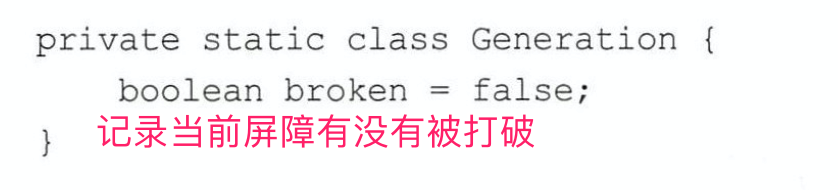 private static class Generation {
boolean broken = false;
} 记录当前屏障有没有被打破